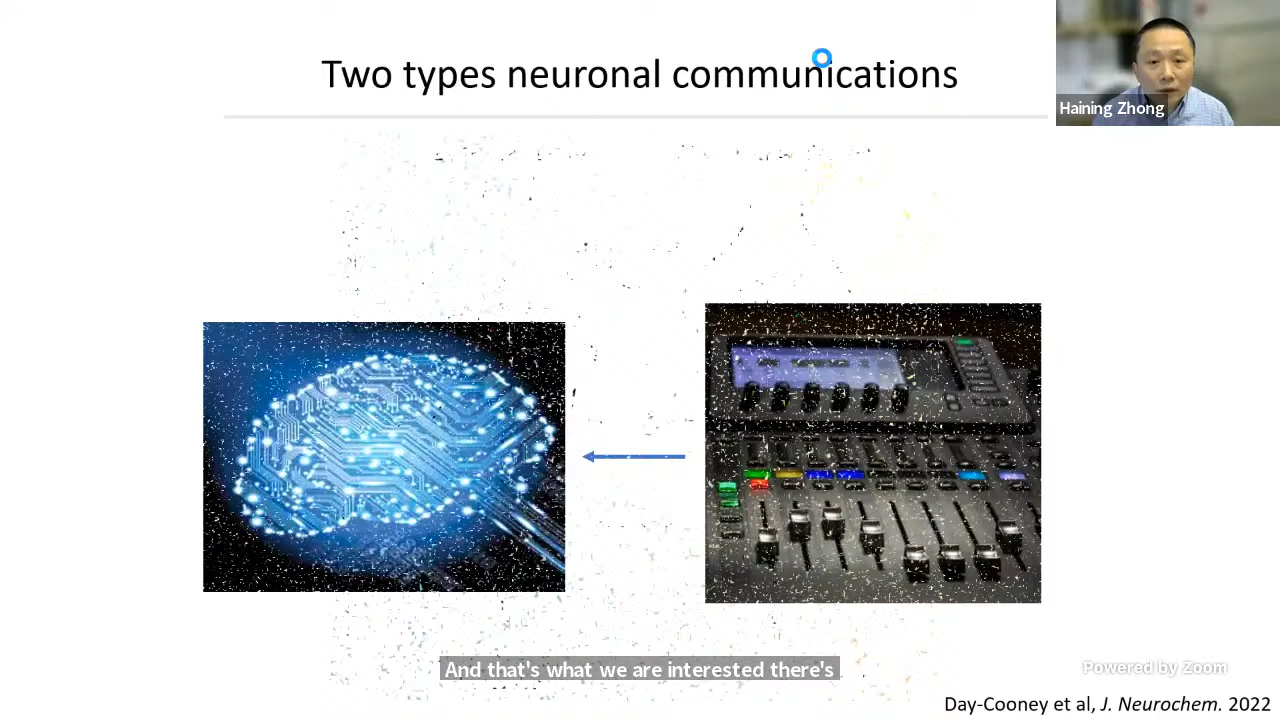 Two types neuronal communications
Haining Zhong
And that's what we are interested there's
Powered by Zoom
Day-Cooney et al, J. Neurochem. 2022